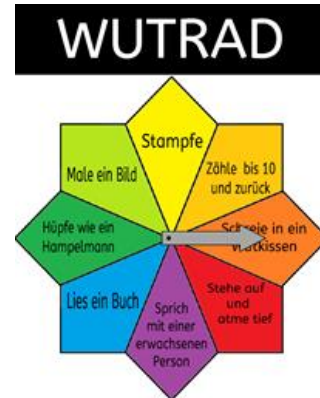 WUTRAD
Stampfe
Zähle bis 10
und zurück
Schreie in ein
Wutkissen
Stehe auf
und
atme tief
Sprich
mit einer
erwachsenen
Person
Lies ein Buch
Hüpfe wie ein
Hampelmann
Male ein Bild